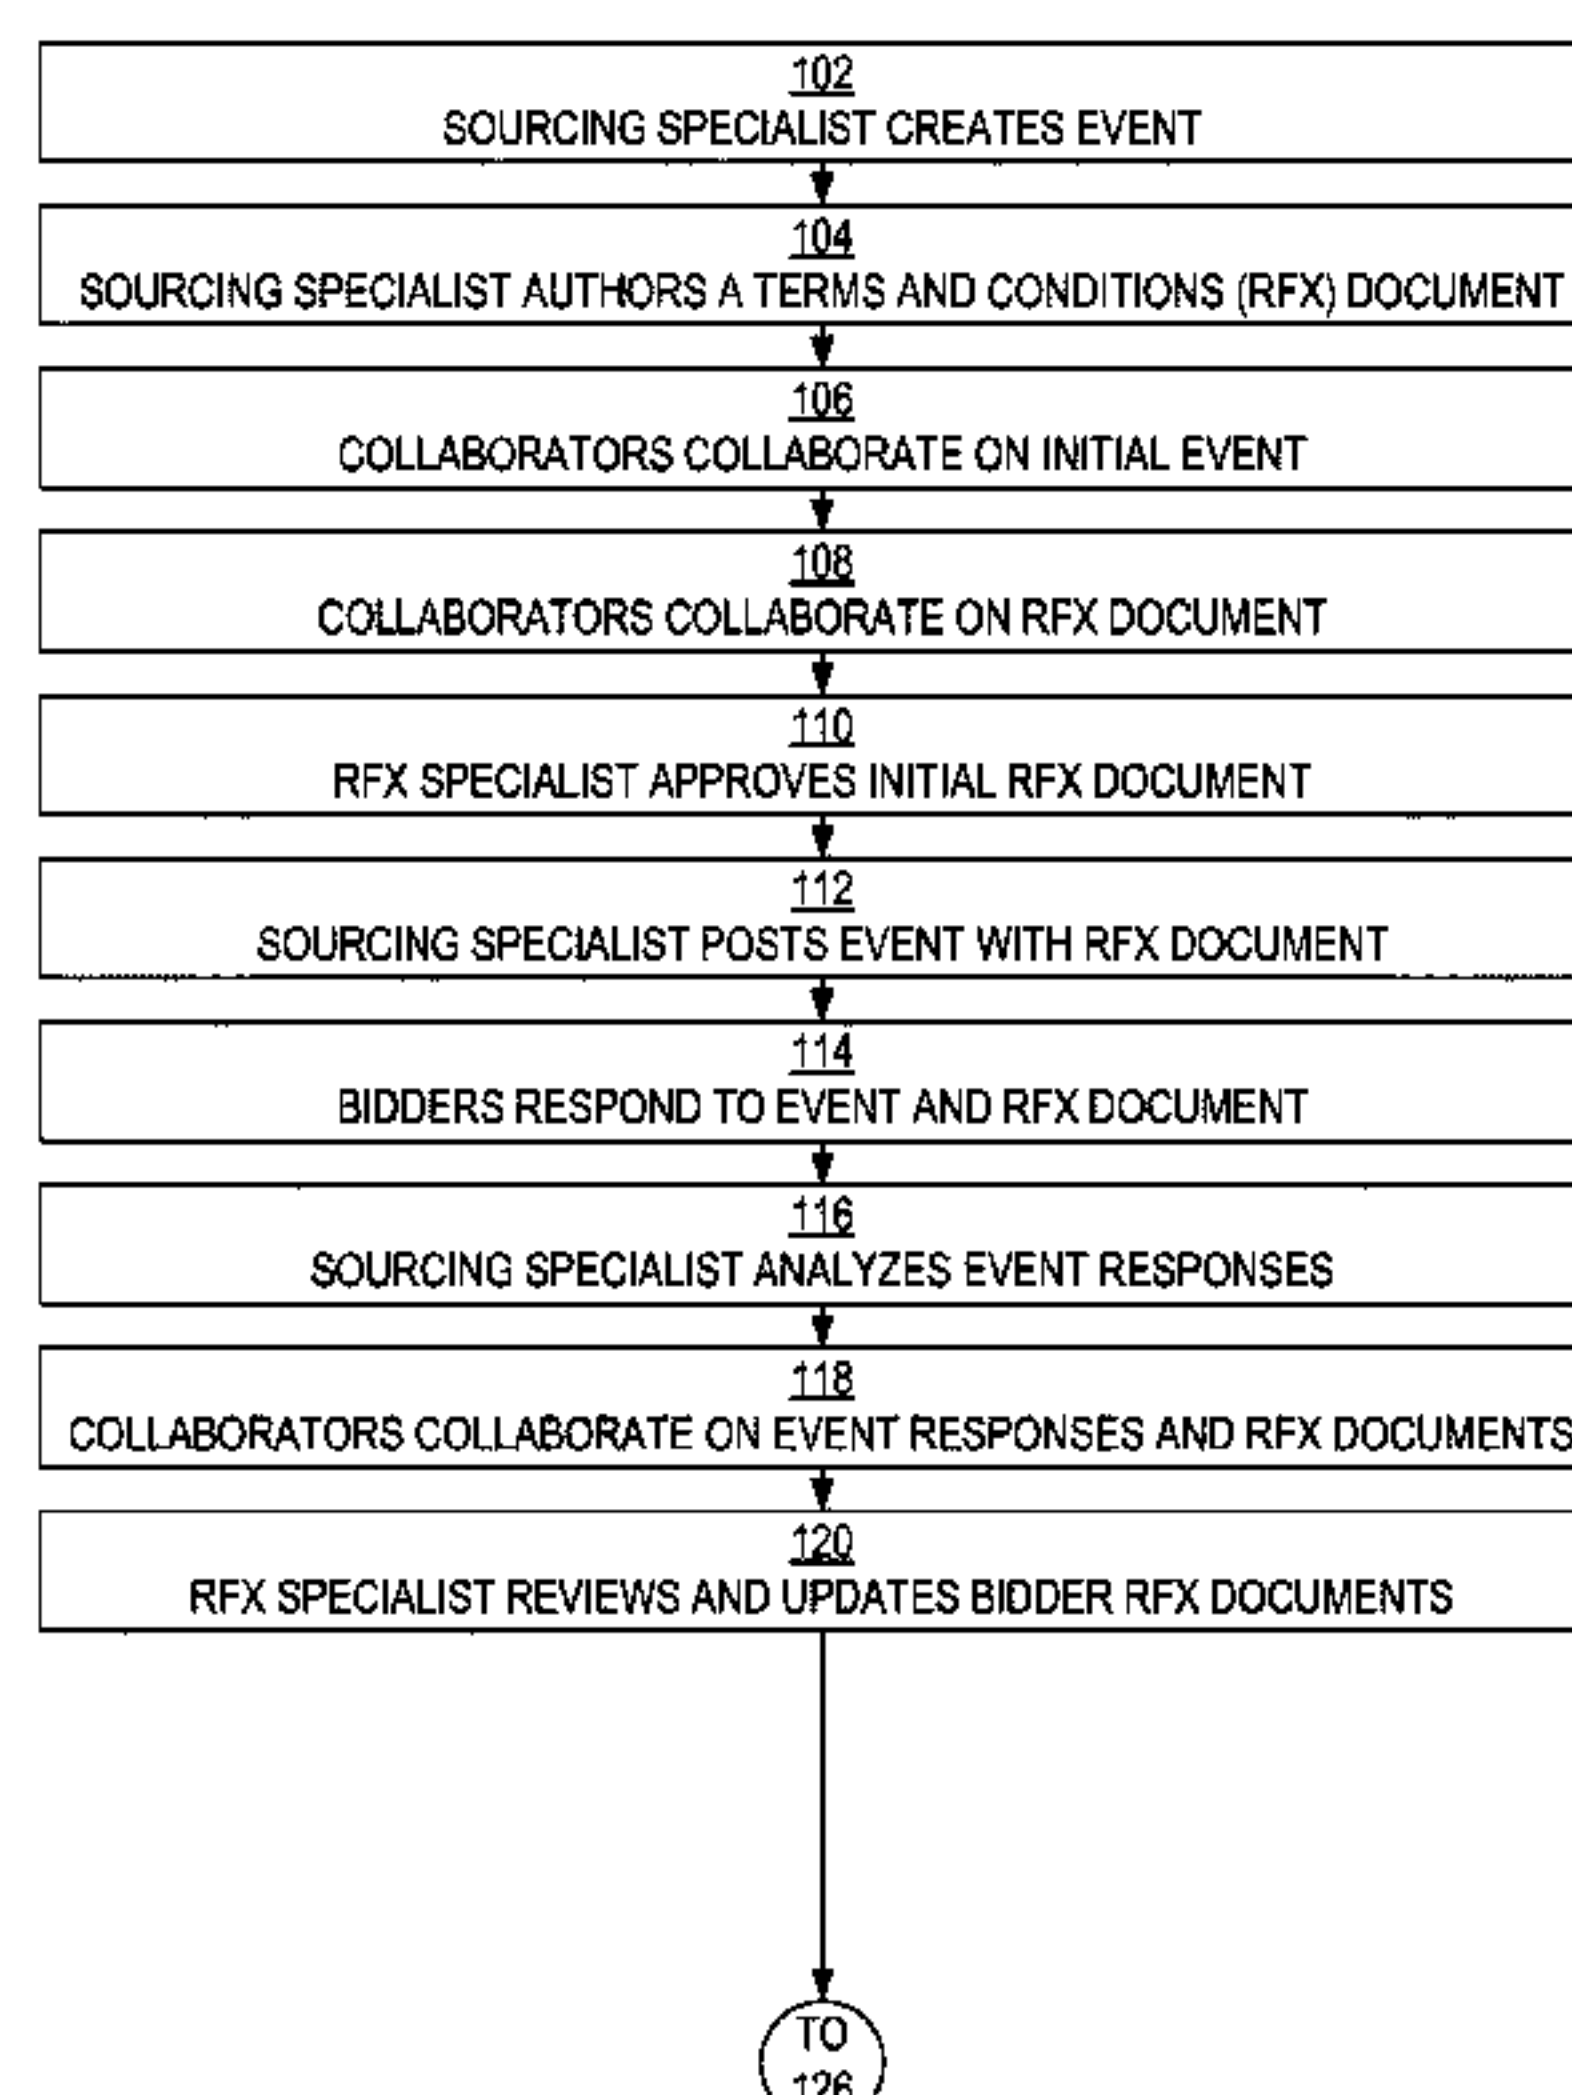 102
SOURCING SPECIALIST CREATES EVENT
104
SOURCING SPECIALIST AUTHORS A TERMS AND CONDITIONS (RFX) DOCUMENT
106
COLLABORATORS COLLABORATE ON INITIAL EVENT
108
COLLABORATORS COLLABORATE ON RFX DOCUMENT
110
RFX SPECIALIST APPROVES INITIAL RFX DOCUMENT
112
SOURCING SPECIALIST POSTS EVENT WITH RFX DOCUMENT
114
BIDDERS RESPOND TO EVENT AND RFX DOCUMENT
116
SOURCING SPECIALIST ANALYZES EVENT RESPONSES
118
COLLABORATORS COLLABORATE ON EVENT RESPONSES AND RFX DOCUMENTS
120
RFX SPECIALIST REVIEWS AND UPDATES BIDDER RFX DOCUMENTS
TO
126